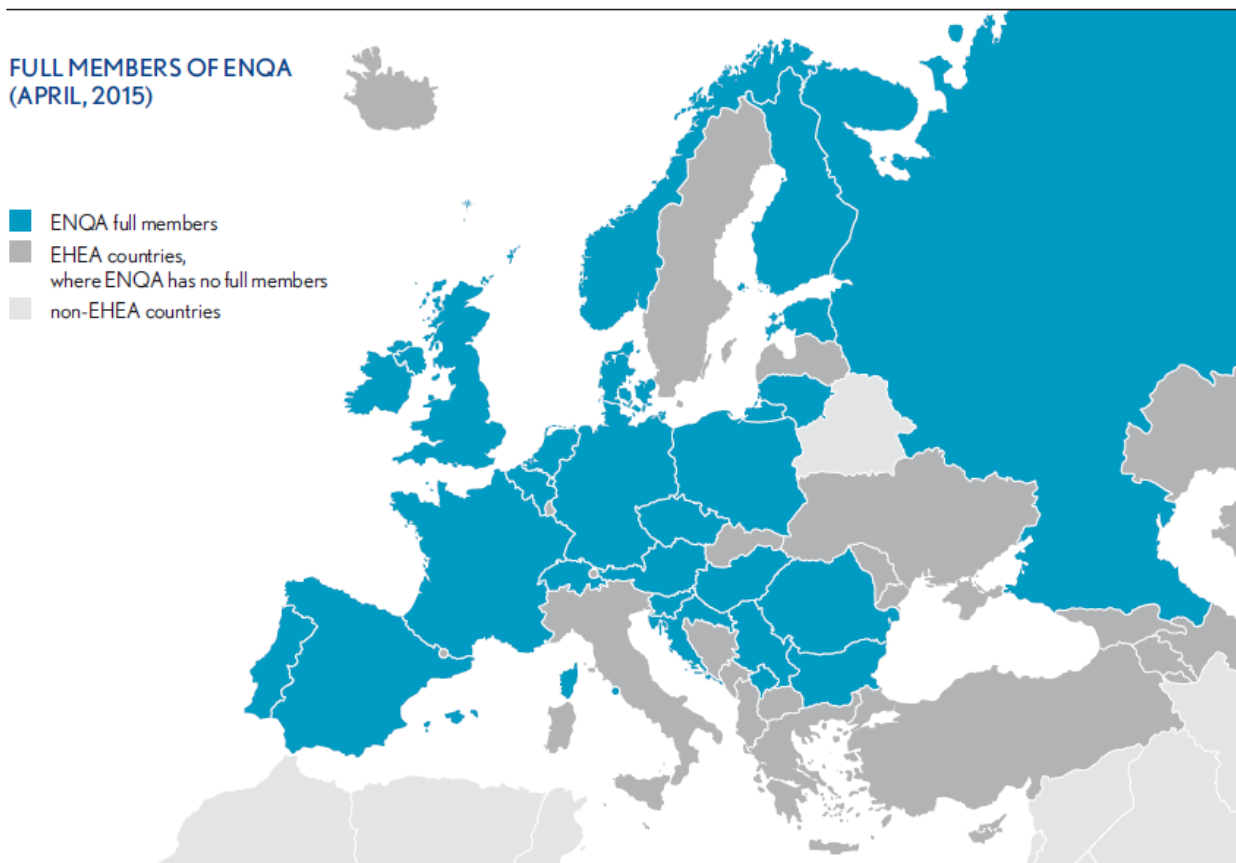 FULL MEMBERS OF ENQA
(APRIL, 2015)
ENQA full members
EHEA countries,
where ENQA has no full members
non-EHEA countries